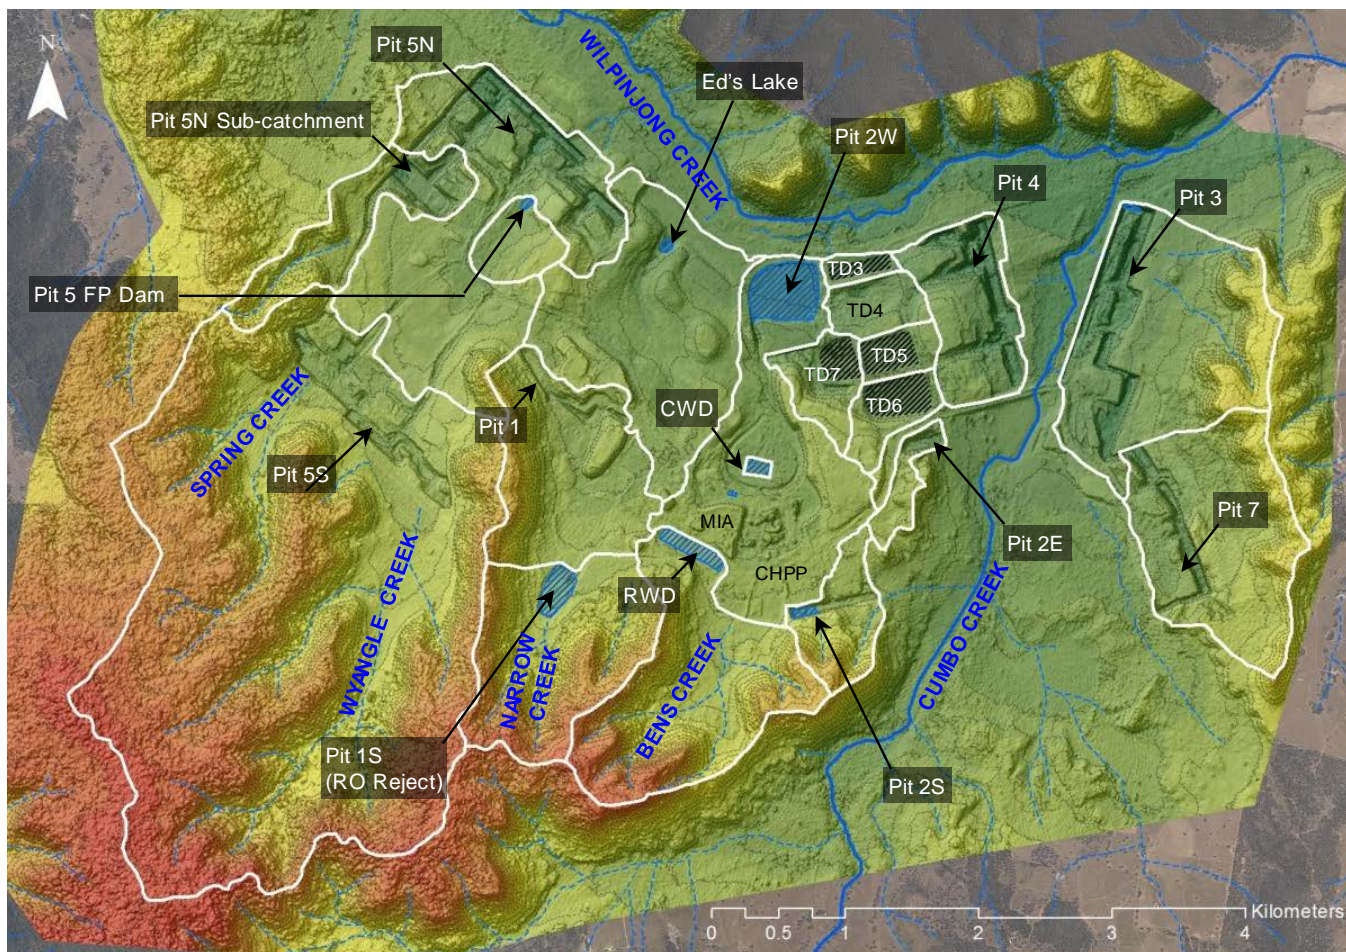 N
Pit 5N
Ed's Lake
WILPINJONG CREEK
Pit 2W
Pit 5N Sub-catchment
Pit 4
Pit 3
TD3
Pit 5 FP Dam
TD4
TD5
TD7
TD6
CWD
Pit 1
SPRING CREEK
Pit 5S
MIA
Pit 7
Pit 2E
CHPP
RWD
WYANGLE CREEK
NARROW
CREEK
BENS CREEK
CUMBO CREEK
Pit 1S
(RO Reject)
Pit 2S
Kilometers
0 0.5 1 2 3 4